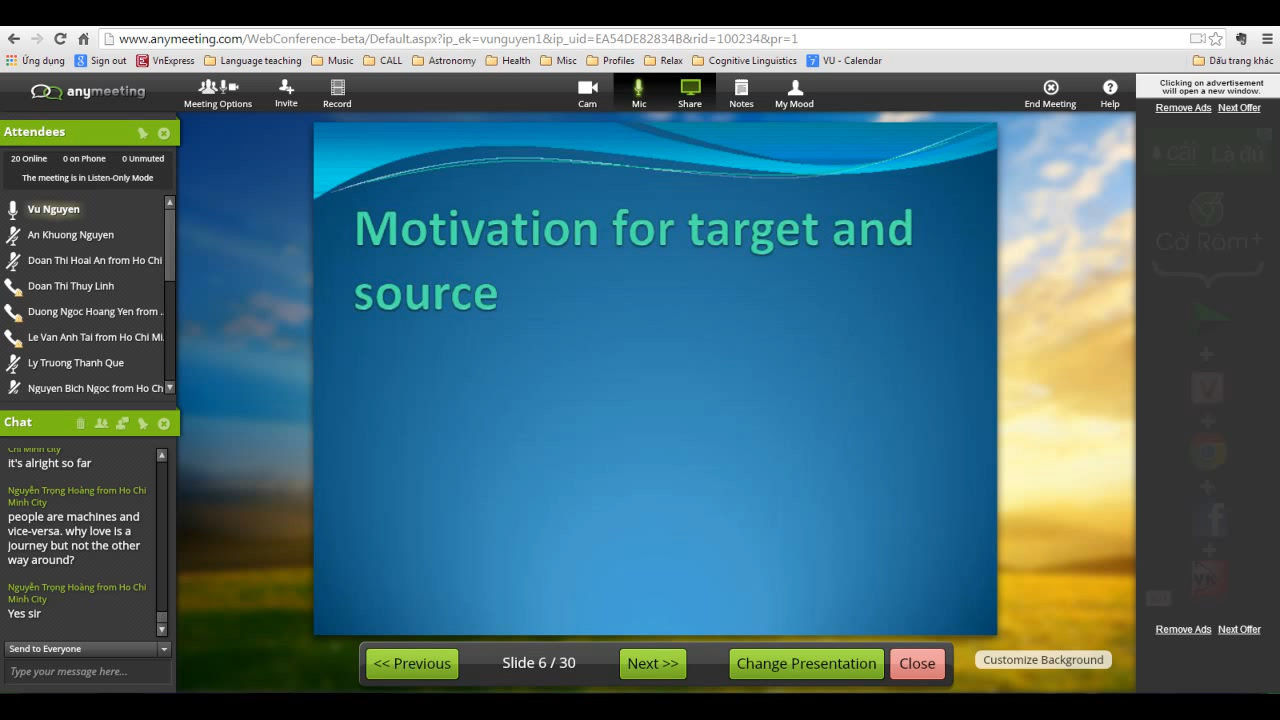 www.anymeeting.com/WebConference-beta/Default.aspx?ip_ek=vunguyen1&ip_uid=EA54DE82834B&rid=100234&pr=1
Ứng dụng Sign out VnExpress Language teaching Music CALL Astronomy Health Misc Profiles Relax Cognitive Linguistics VU - Calendar Dấu trang khác
anymeeting Meeting Options Invite Record Cam Mic Share Notes My Mood End Meeting Help
Clicking on advertisement
will open a new window.
Remove Ads Next Offer
Attendees
20 Online 0 on Phone 0 Unmuted
The meeting is in Listen-Only Mode
Vu Nguyen
An Khuong Nguyen
Doan Thi Hoai An from Ho Chi
Doan Thi Thuy Linh
Duong Ngoc Hoang Yen from ..
Le Van Anh Tai from Ho Chi Mi.
Ly Truong Thanh Que
Nguyen Bich Ngoc from Ho Ch
Chat
Chi Minh City
it's alright so far
Nguyễn Trọng Hoàng from Ho Chi
Minh City
people are machines and
vice-versa. why love is a
journey but not the other
way around?
Nguyễn Trọng Hoàng from Ho Chi
Minh City
Yes sir
Send to Everyone
Type your message here...
Motivation for target and
source
<< Previous Slide 6 / 30 Next >> Change Presentation Close
Customize Background
cài Là đủ
Cờ Rôm+
Remove Ads Next Offer